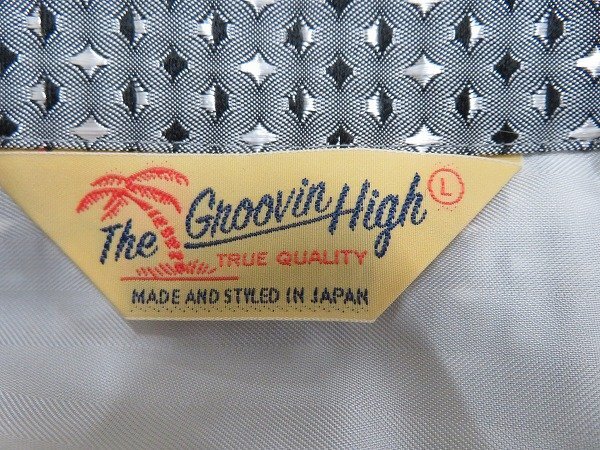 The Groovin High L
TRUE QUALITY
MADE AND STYLED IN JAPAN